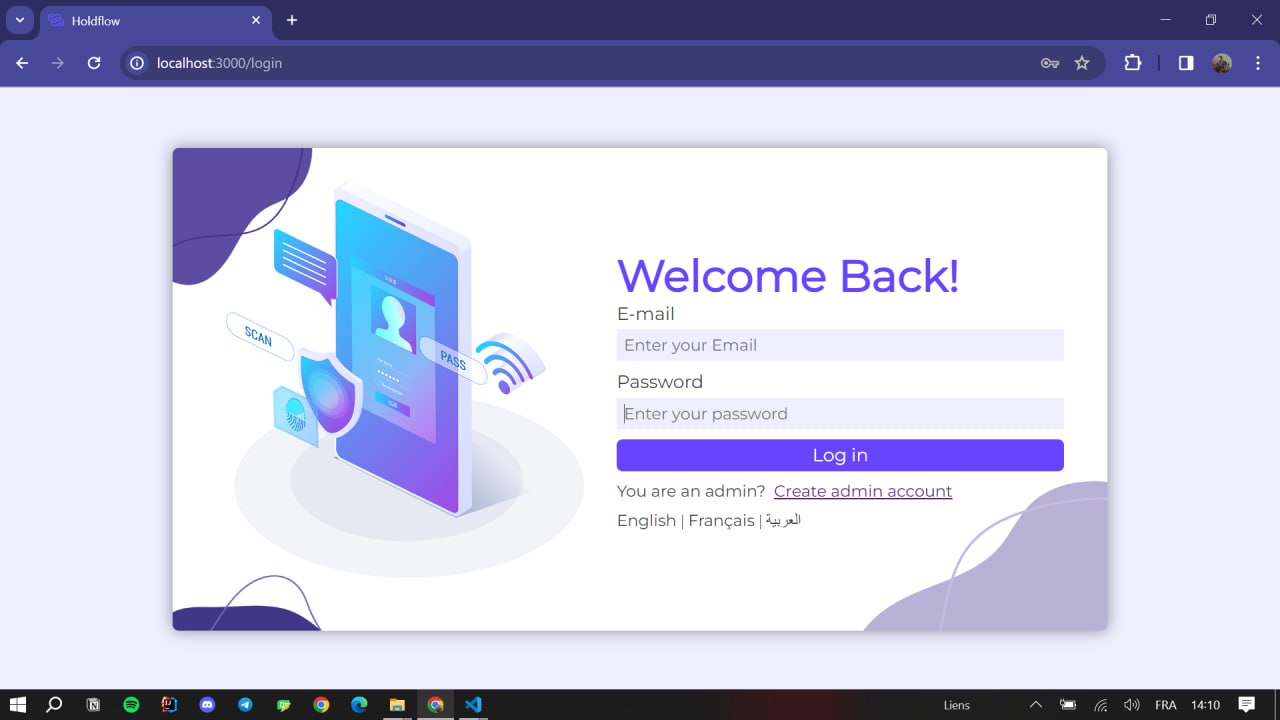 Holdflow
localhost:3000/login
SCAN
PASS
Welcome Back!
E-mail
Enter your Email
Password
Enter your password
Log in
You are an admin? Create admin account
English | Français | العربية
Liens
FRA
14:10